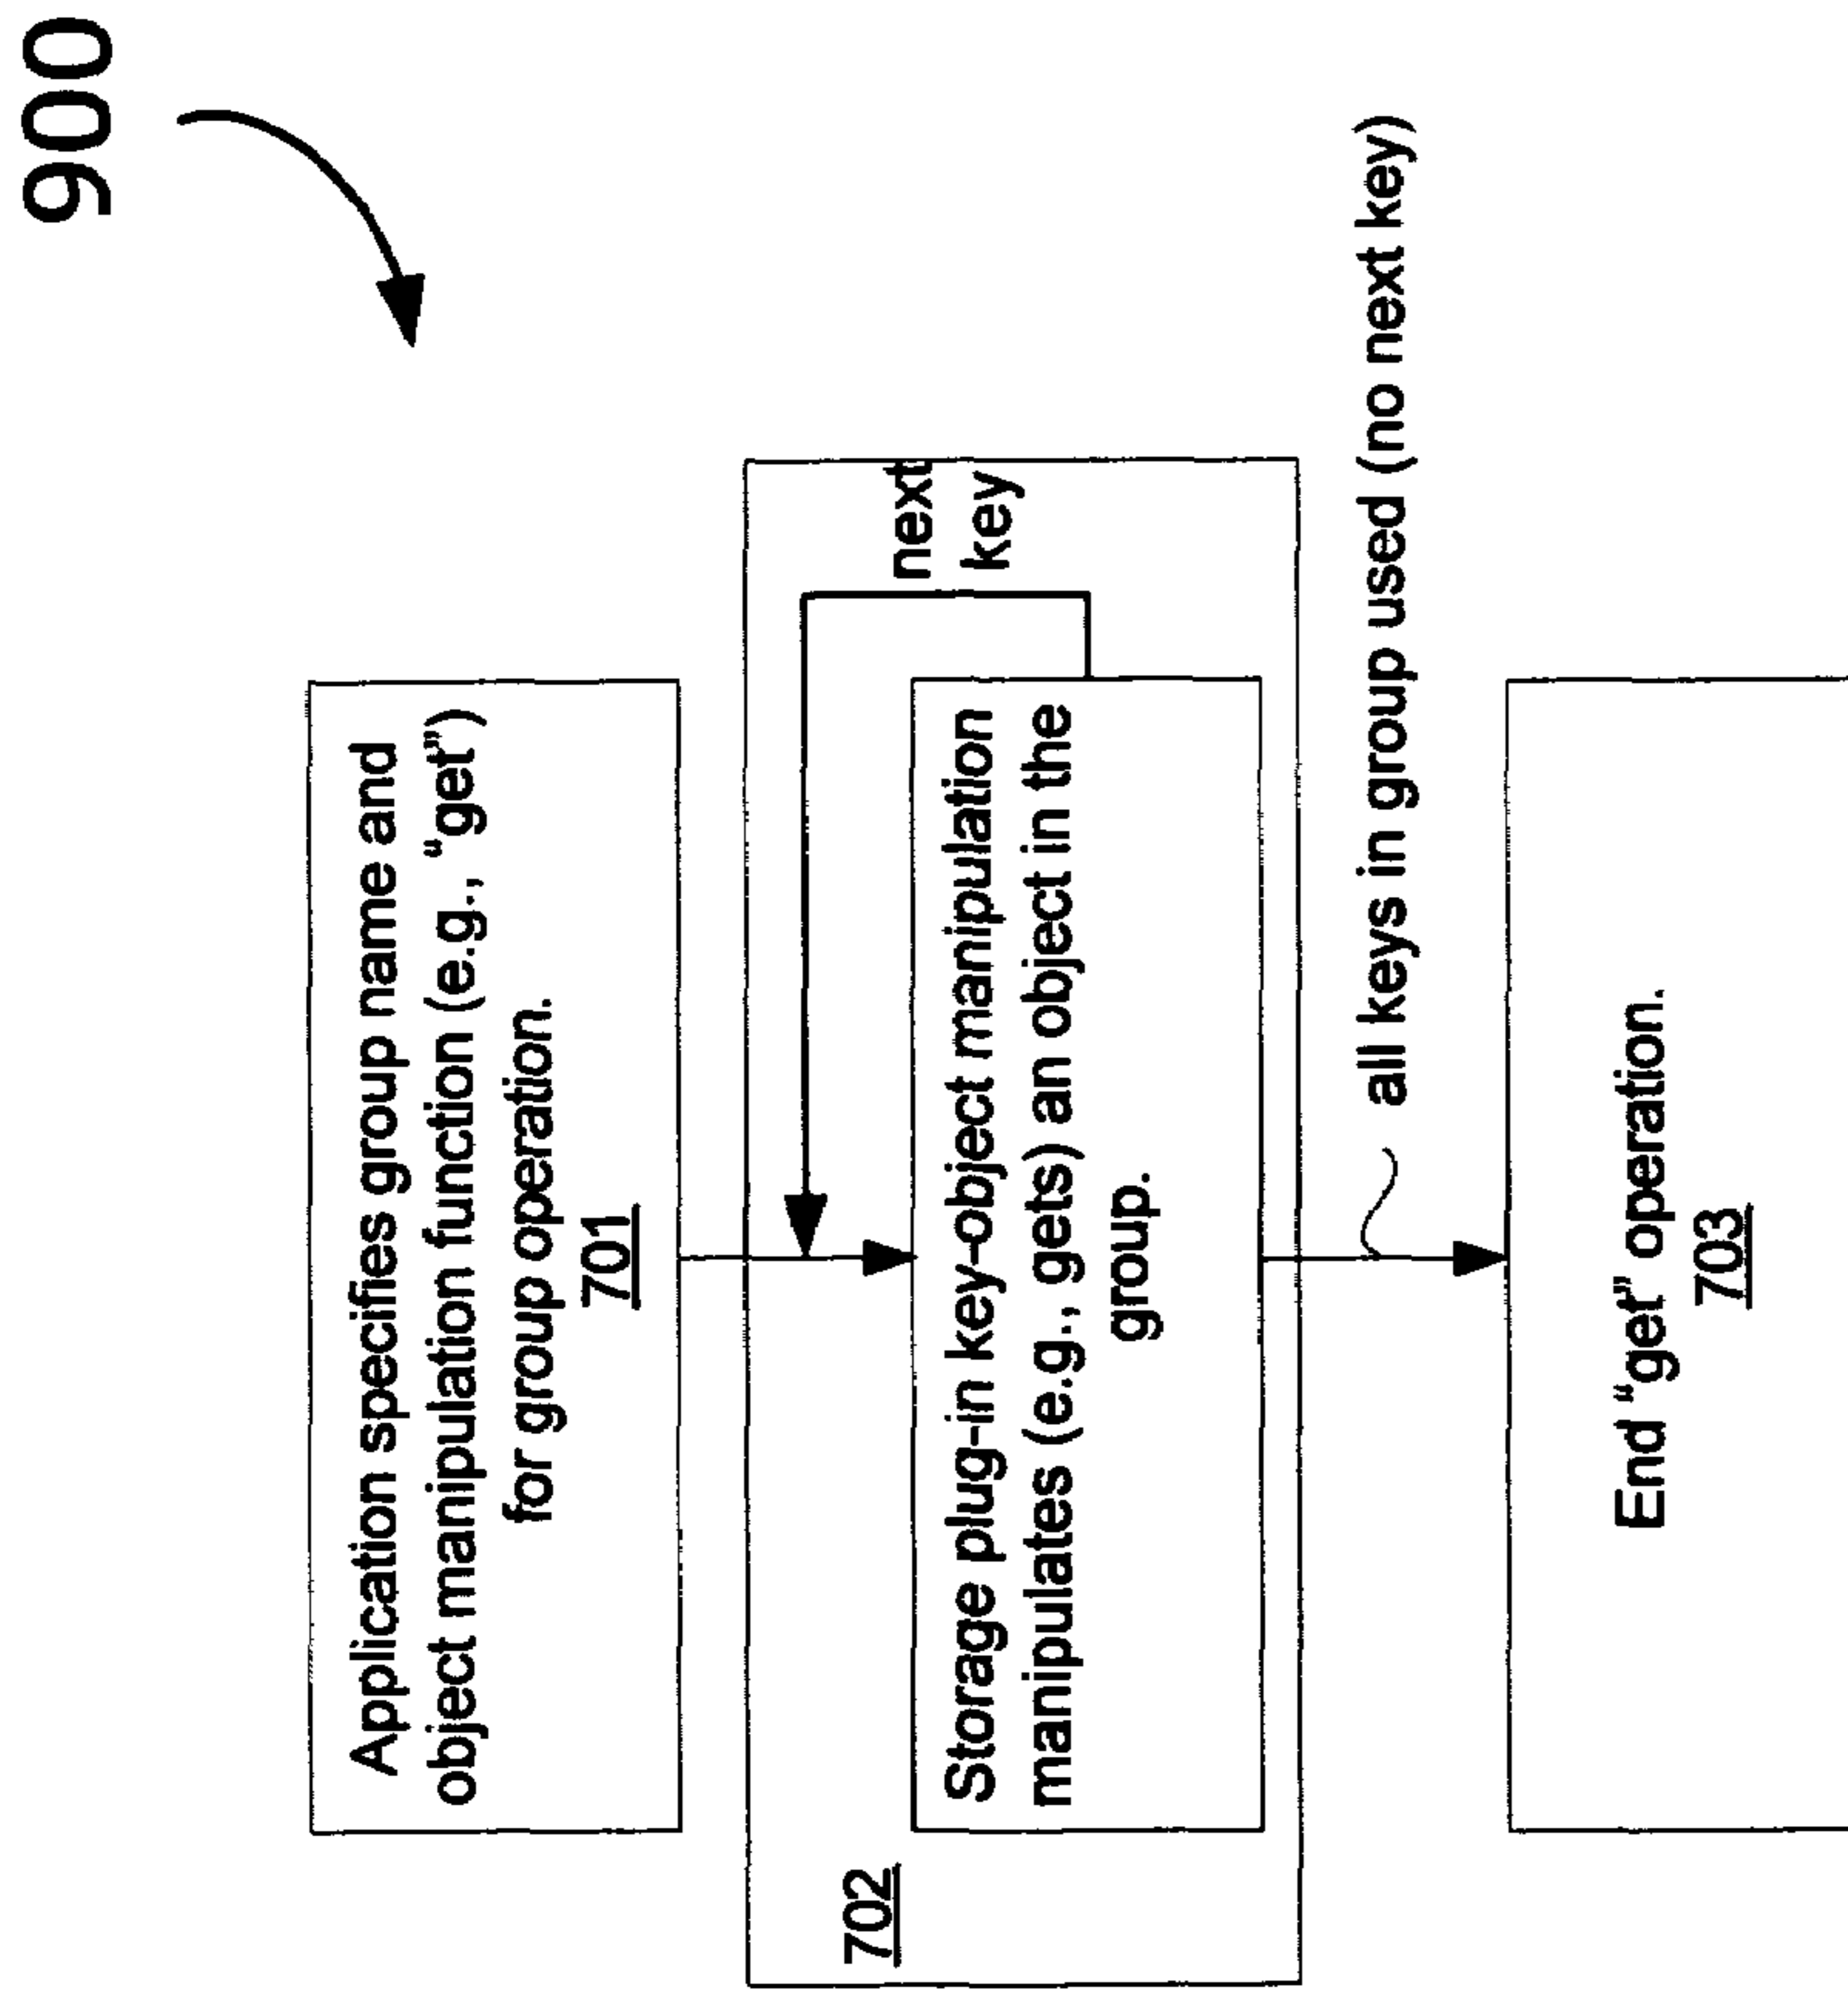 900
Application specifies group name and
object manipulation function (e.g., “get”)
for group operation.
701
702
next
key
Storage plug-in key-object manipulation
manipulates (e.g., gets) an object in the
group.
all keys in group used (no next key)
End “get” operation.
703